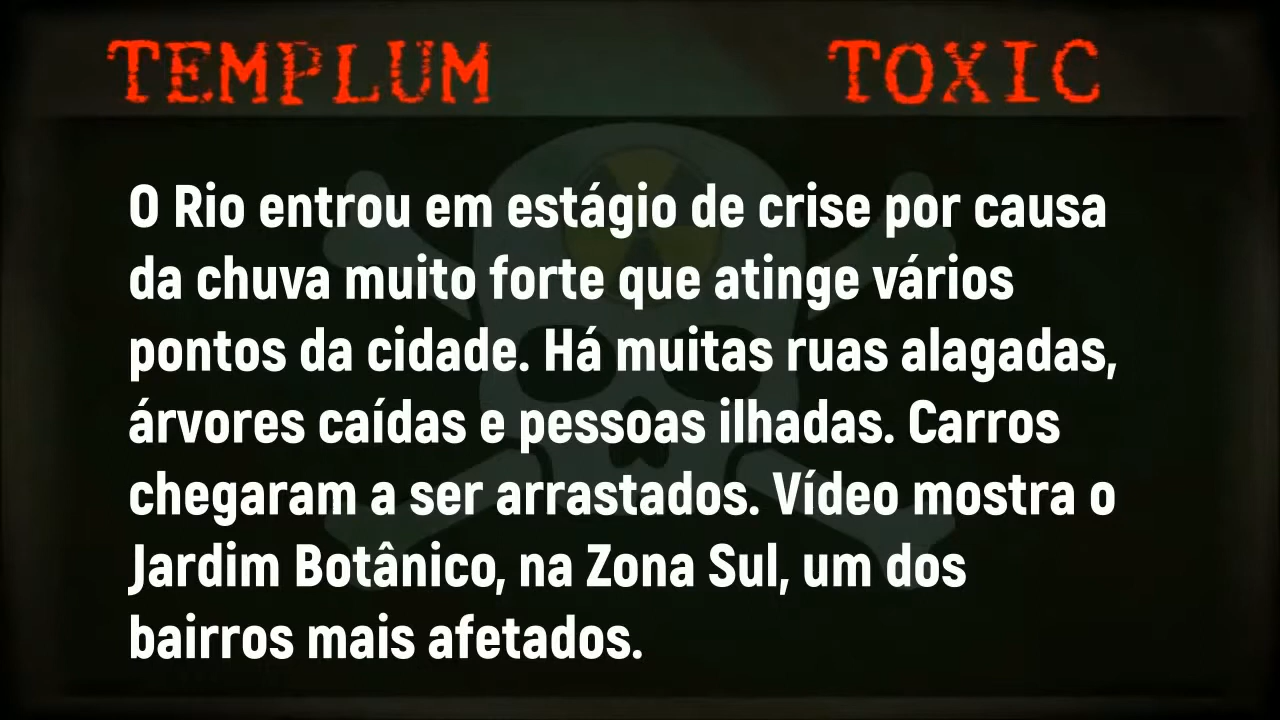 TEMPLUM TOXIC
O Rio entrou em estágio de crise por causa
da chuva muito forte que atinge vários
pontos da cidade. Há muitas ruas alagadas,
árvores caídas e pessoas ilhadas. Carros
chegaram a ser arrastados. Vídeo mostra o
Jardim Botânico, na Zona Sul, um dos
bairros mais afetados.